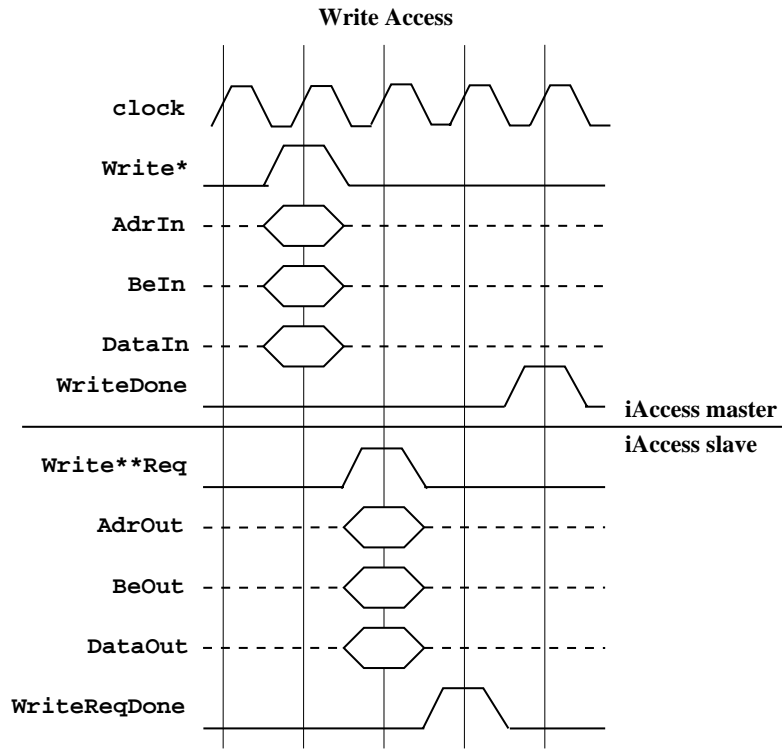 Write Access
clock
Write*
AdrIn
BeIn
DataIn
WriteDone
iAccess master
iAccess slave
Write**Req
AdrOut
BeOut
DataOut
WriteReqDone